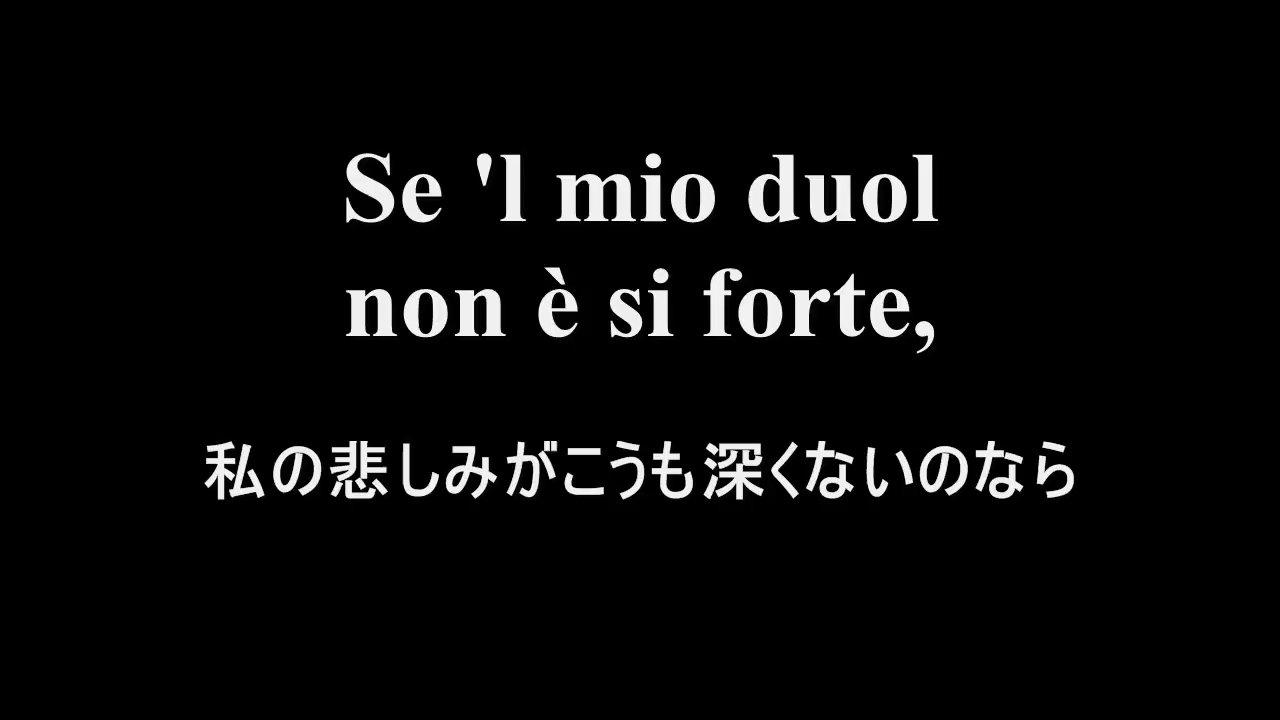 Se 'l mio duol
non è si forte,
私の悲しみがこうも深くないのなら